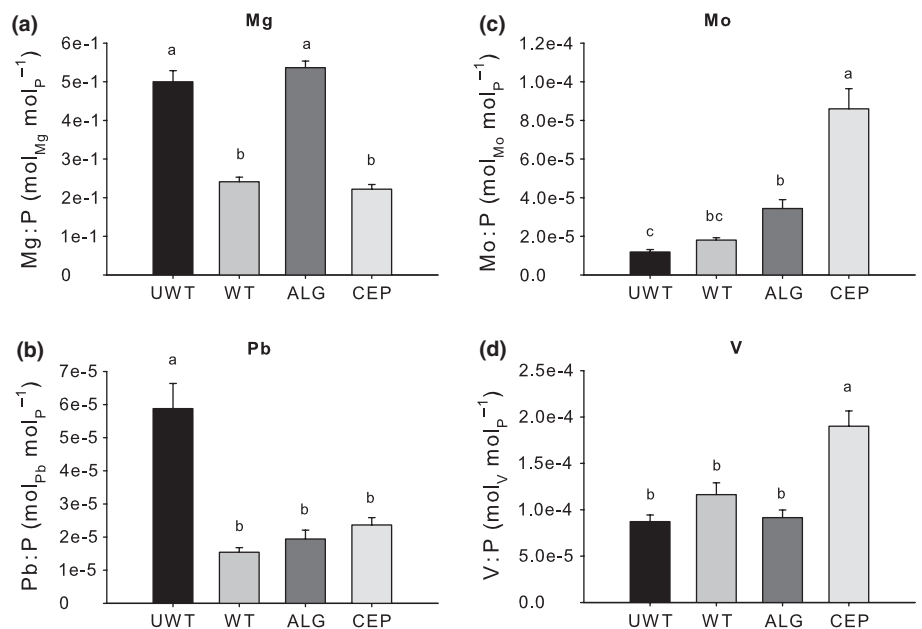 (a)
Mg
Mg:P (mol_Mg mol_P^−1)
6e-1
5e-1
4e-1
3e-1
2e-1
1e-1
0
a
b
a
b
UWT WT ALG CEP
(c)
Mo
Mo:P (mol_Mo mol_P^−1)
1.2e-4
1.0e-4
8.0e-5
6.0e-5
4.0e-5
2.0e-5
0.0
c
bc
b
a
UWT WT ALG CEP
(b)
Pb
Pb:P (mol_Pb mol_P^−1)
7e-5
6e-5
5e-5
4e-5
3e-5
2e-5
1e-5
0
a
b
b
b
UWT WT ALG CEP
(d)
V
V:P (mol_V mol_P^−1)
2.5e-4
2.0e-4
1.5e-4
1.0e-4
5.0e-5
0.0
b
b
b
a
UWT WT ALG CEP